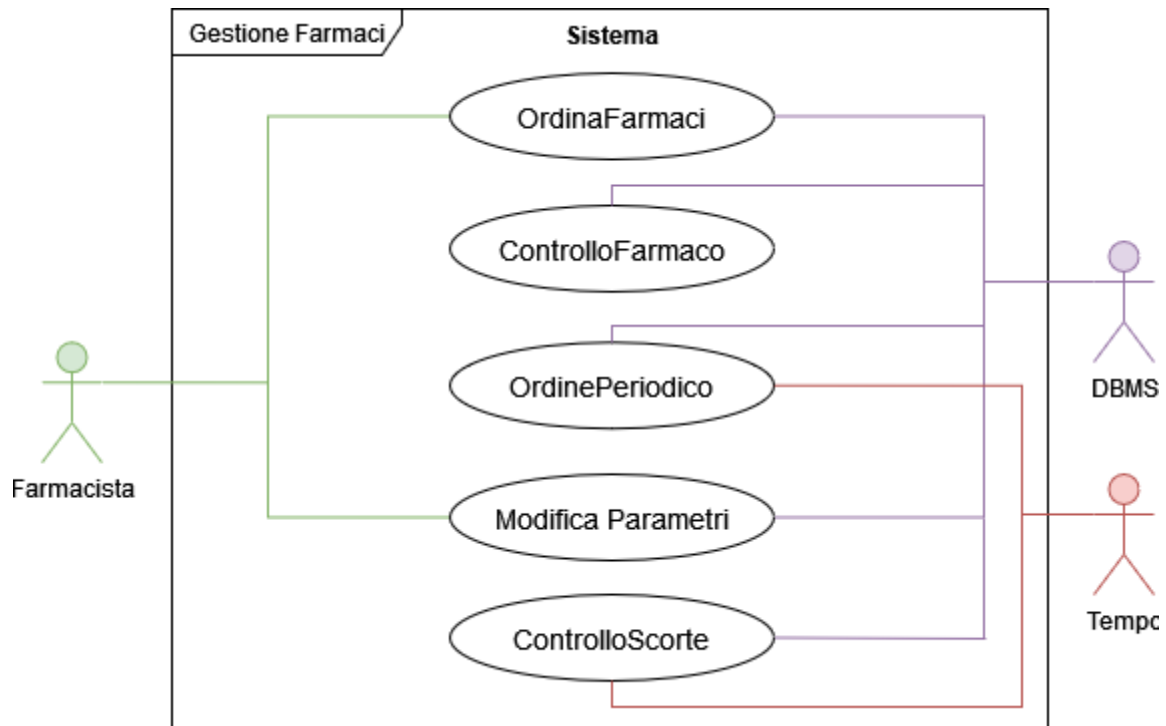 Gestione Farmaci
Sistema
OrdinaFarmaci
ControlloFarmaco
OrdinePeriodico
DBMS
Farmacista
Modifica Parametri
ControlloScorte
Tempo